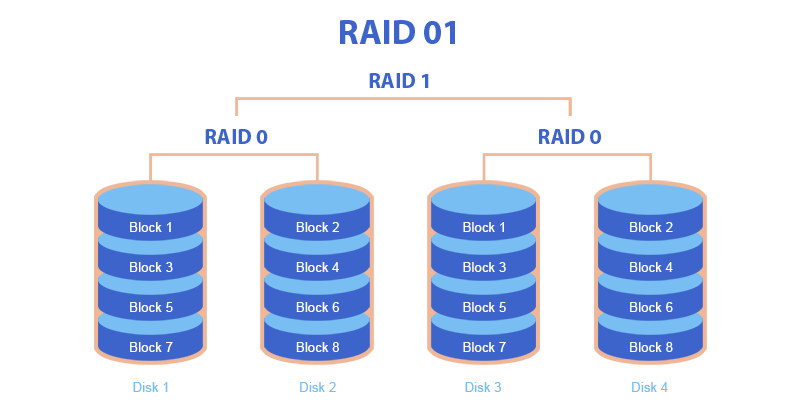 RAID 01
RAID 1
RAID 0
RAID 0
Block 1
Block 3
Block 5
Block 7
Disk 1
Block 2
Block 4
Block 6
Block 8
Disk 2
Block 1
Block 3
Block 5
Block 7
Disk 3
Block 2
Block 4
Block 6
Block 8
Disk 4